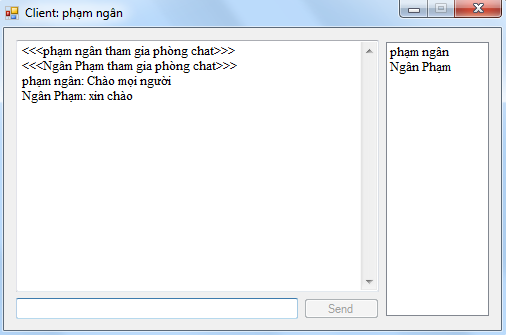 Client: phạm ngân
<<<phạm ngân tham gia phòng chat>>>
<<<Ngân Phạm tham gia phòng chat>>>
phạm ngân: Chào mọi người
Ngân Phạm: xin chào
phạm ngân
Ngân Phạm
Send